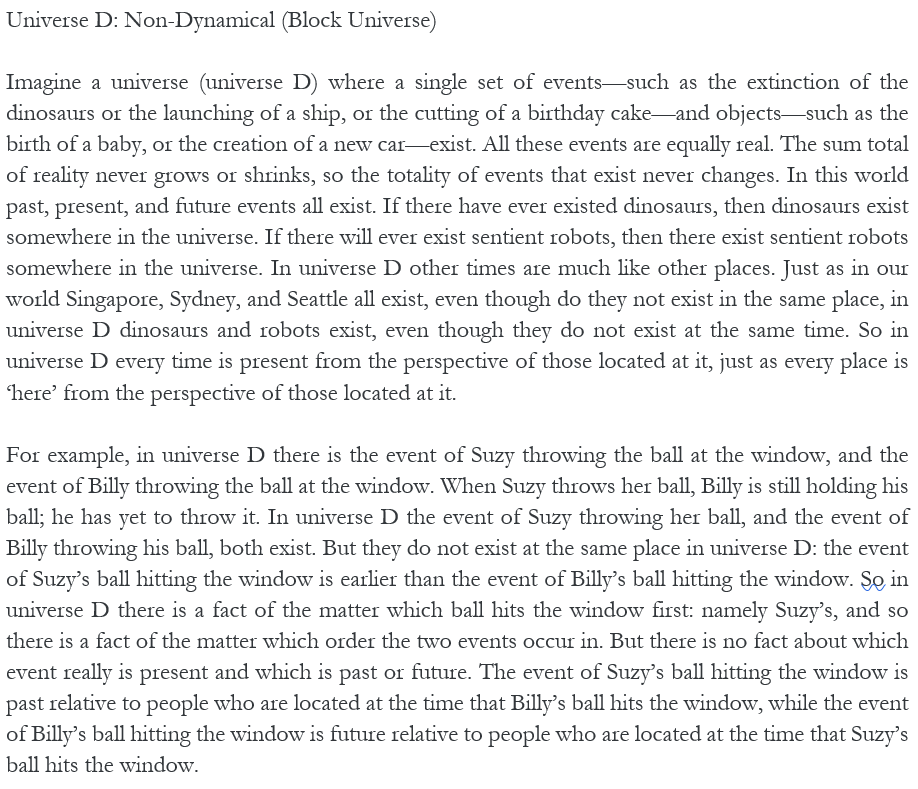 Universe D: Non-Dynamical (Block Universe)
Imagine a universe (universe D) where a single set of events—such as the extinction of the
dinosaurs or the launching of a ship, or the cutting of a birthday cake—and objects—such as the
birth of a baby, or the creation of a new car—exist. All these events are equally real. The sum total
of reality never grows or shrinks, so the totality of events that exist never changes. In this world
past, present, and future events all exist. If there have ever existed dinosaurs, then dinosaurs exist
somewhere in the universe. If there will ever exist sentient robots, then there exist sentient robots
somewhere in the universe. In universe D other times are much like other places. Just as in our
world Singapore, Sydney, and Seattle all exist, even though do they not exist in the same place, in
universe D dinosaurs and robots exist, even though they do not exist at the same time. So in
universe D every time is present from the perspective of those located at it, just as every place is
‘here’ from the perspective of those located at it.
For example, in universe D there is the event of Suzy throwing the ball at the window, and the
event of Billy throwing the ball at the window. When Suzy throws her ball, Billy is still holding his
ball; he has yet to throw it. In universe D the event of Suzy throwing her ball, and the event of
Billy throwing his ball, both exist. But they do not exist at the same place in universe D: the event
of Suzy’s ball hitting the window is earlier than the event of Billy’s ball hitting the window. So in
universe D there is a fact of the matter which ball hits the window first: namely Suzy’s, and so
there is a fact of the matter which order the two events occur in. But there is no fact about which
event really is present and which is past or future. The event of Suzy’s ball hitting the window is
past relative to people who are located at the time that Billy’s ball hits the window, while the event
of Billy’s ball hitting the window is future relative to people who are located at the time that Suzy’s
ball hits the window.